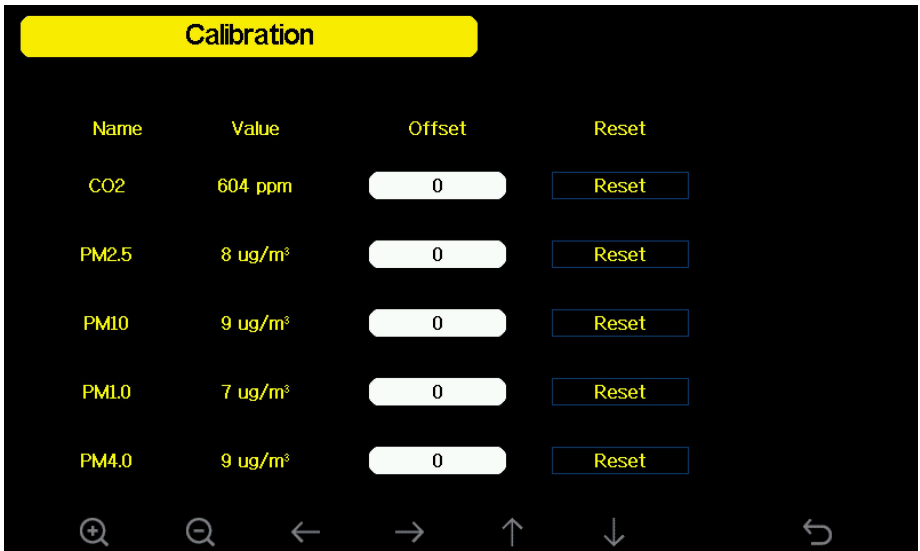 Calibration
Name Value Offset Reset
CO2 604 ppm 0 Reset
PM2.5 8 ug/m³ 0 Reset
PM10 9 ug/m³ 0 Reset
PM1.0 7 ug/m³ 0 Reset
PM4.0 9 ug/m³ 0 Reset